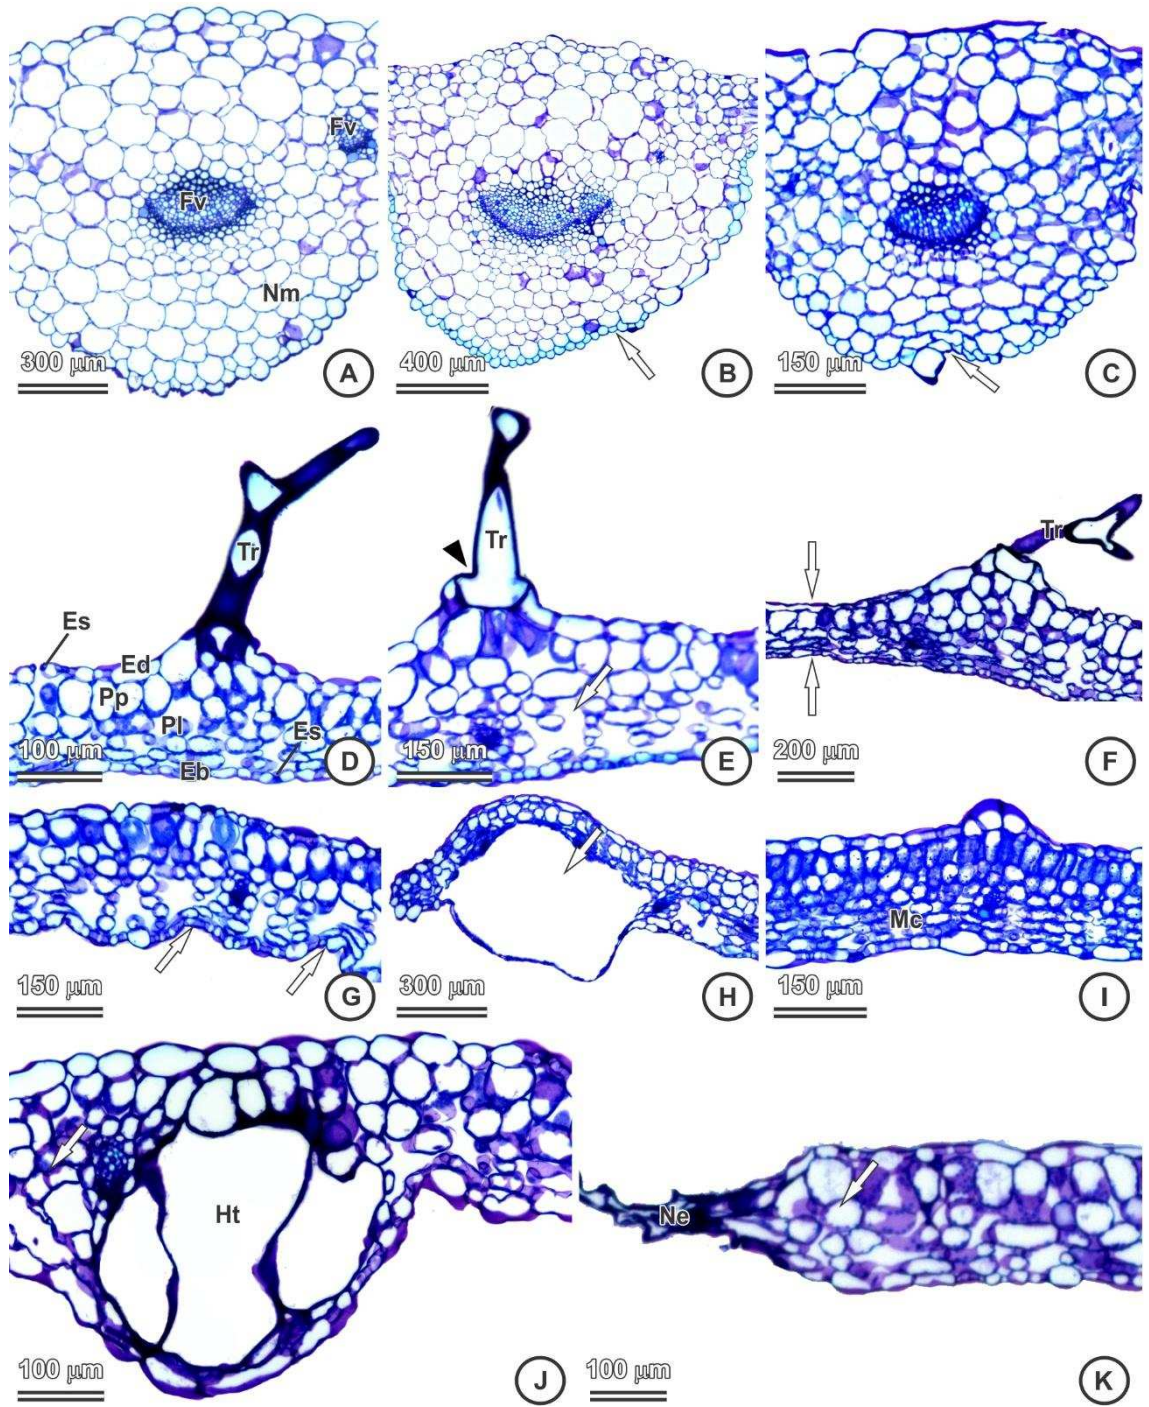 Fv
Fv
Nm
300 µm
A
400 µm
B
150 µm
C
Tr
Es
Ed
Pp
Pl
Es
100 µm
Eb
D
Tr
150 µm
E
Tr
200 µm
F
150 µm
G
300 µm
H
Mc
150 µm
I
Ht
100 µm
J
Ne
100 µm
K